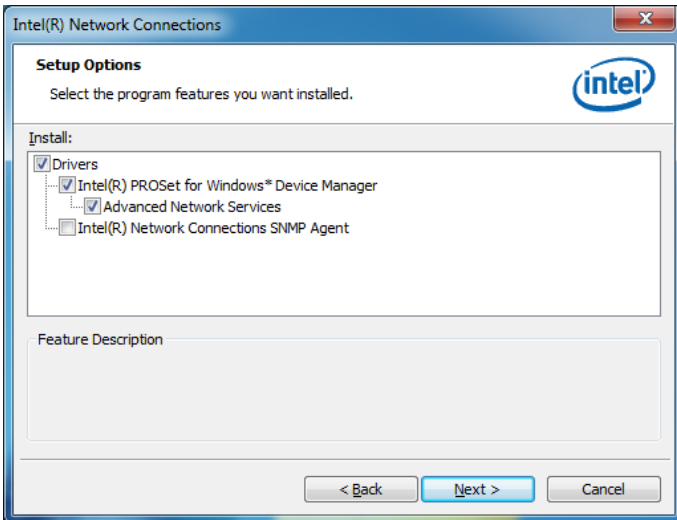 Intel(R) Network Connections
Setup Options
Select the program features you want installed.
intel
Install:
Drivers
Intel(R) PROSet for Windows* Device Manager
Advanced Network Services
Intel(R) Network Connections SNMP Agent
Feature Description
< Back
Next >
Cancel